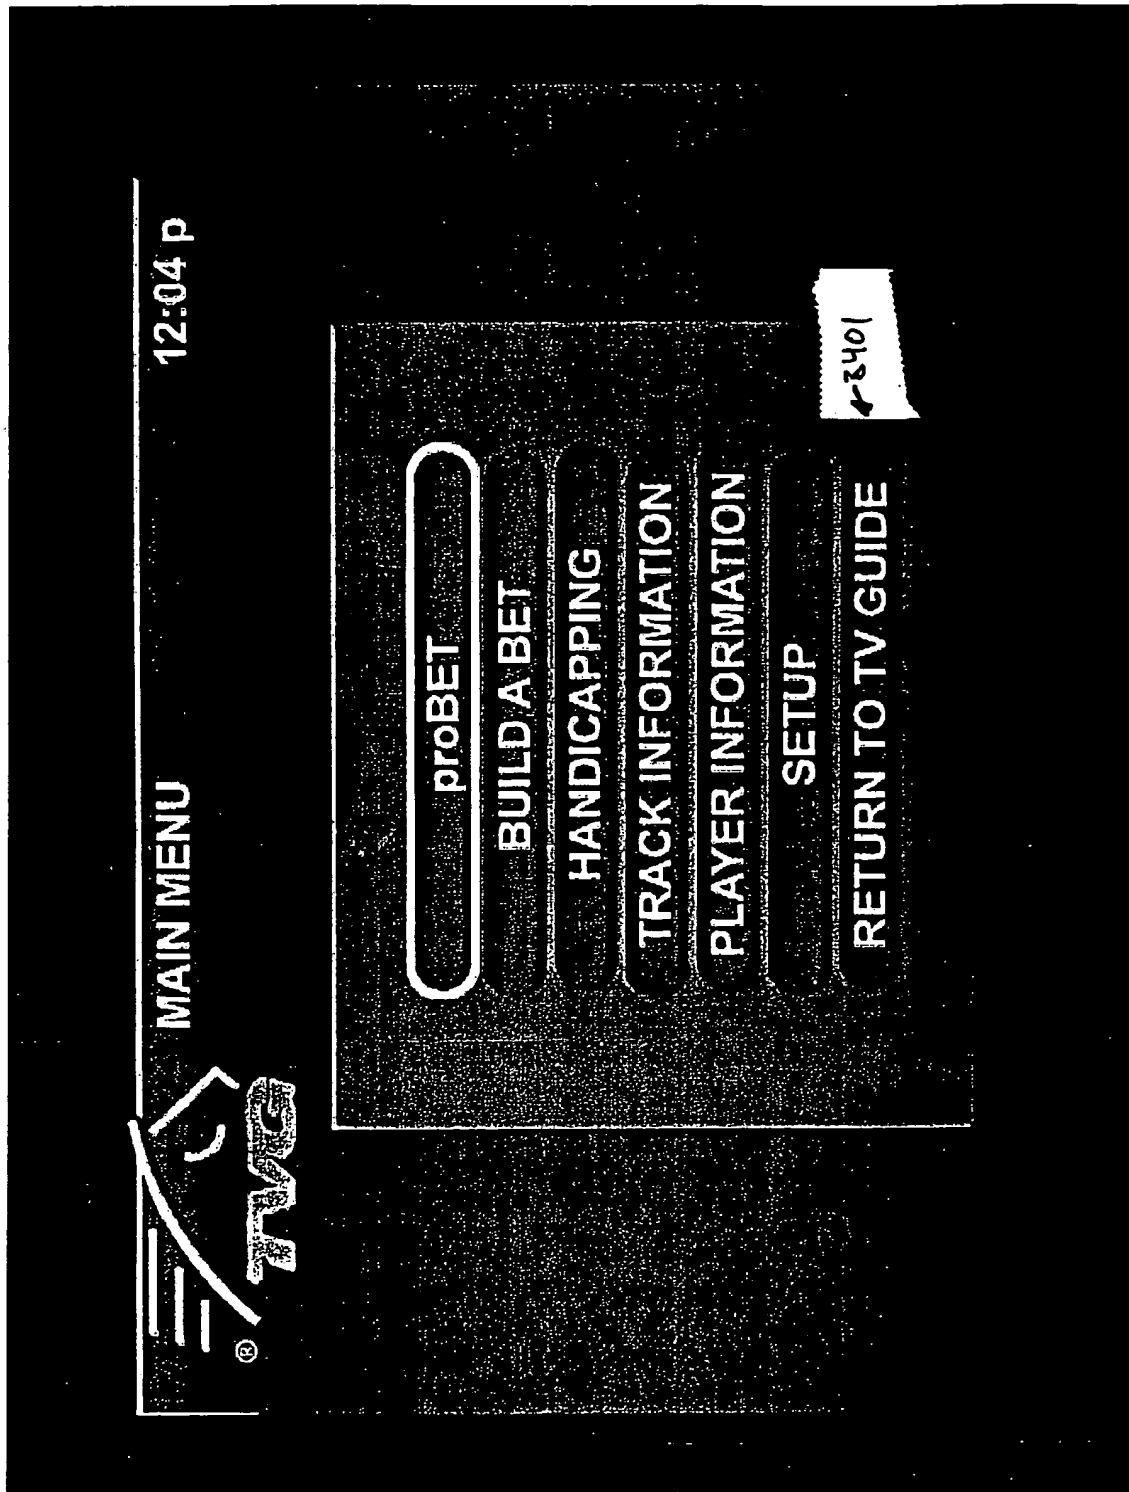 MAIN MENU 12:04 p
TVG
®
proBET
BUILD A BET
HANDICAPPING
TRACK INFORMATION
PLAYER INFORMATION
SETUP
RETURN TO TV GUIDE
3401